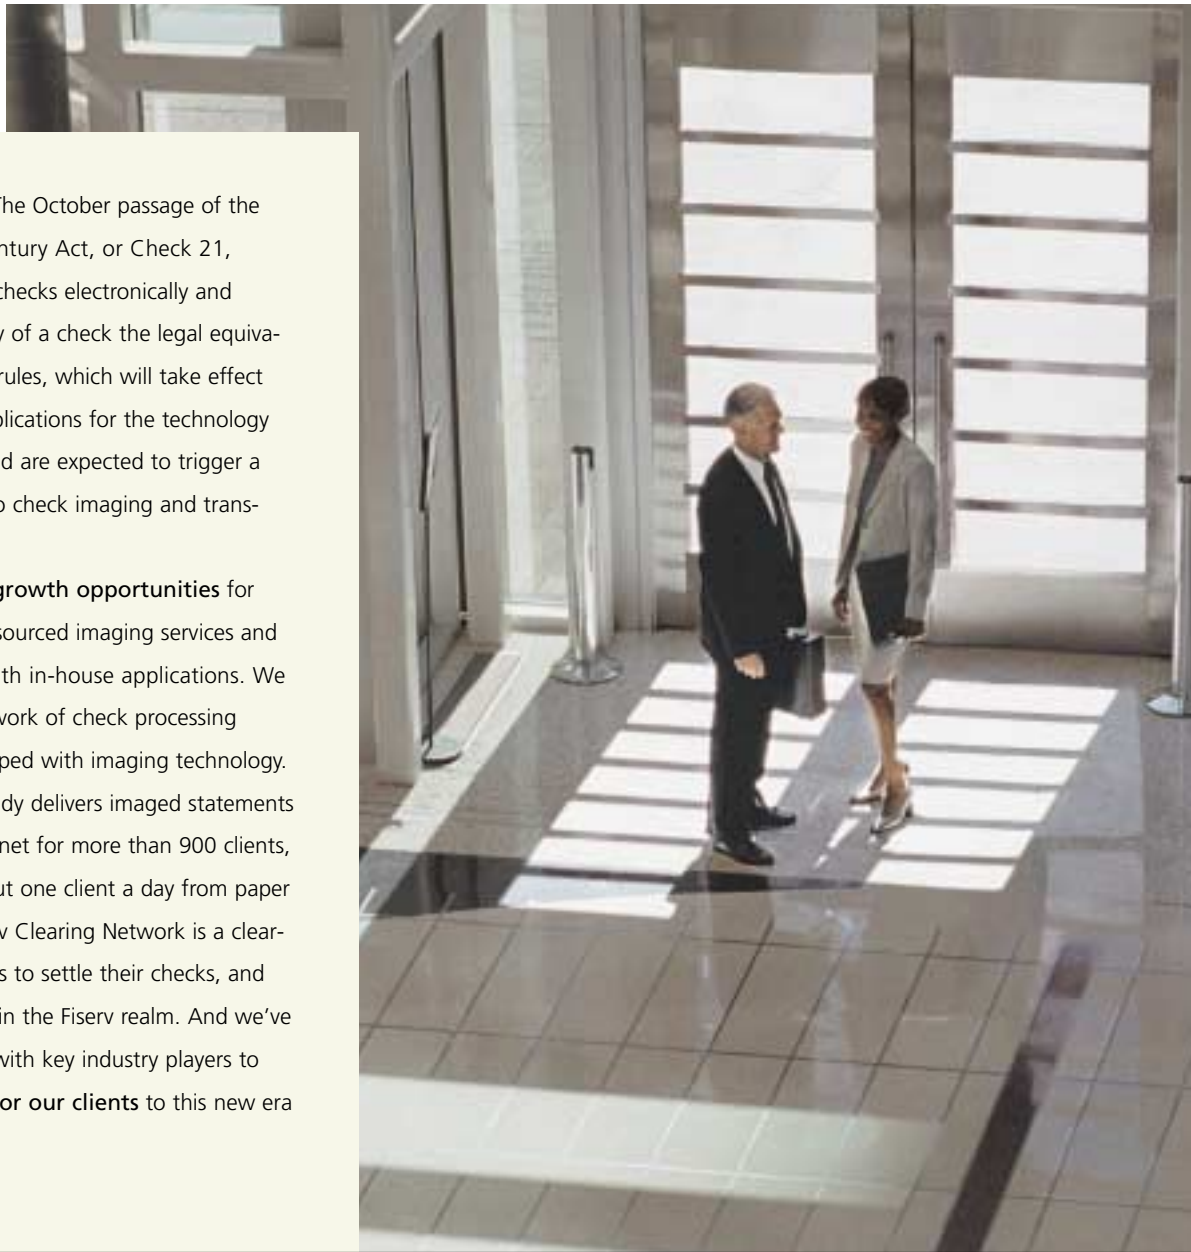 The October passage of the
ntury Act, or Check 21,
checks electronically and
of a check the legal equiva-
rules, which will take effect
plications for the technology
d are expected to trigger a
check imaging and trans-
growth opportunities for
sourced imaging services and
th in-house applications. We
work of check processing
ped with imaging technology.
dy delivers imaged statements
net for more than 900 clients,
ut one client a day from paper
v Clearing Network is a clear-
s to settle their checks, and
in the Fiserv realm. And we've
with key industry players to
or our clients to this new era